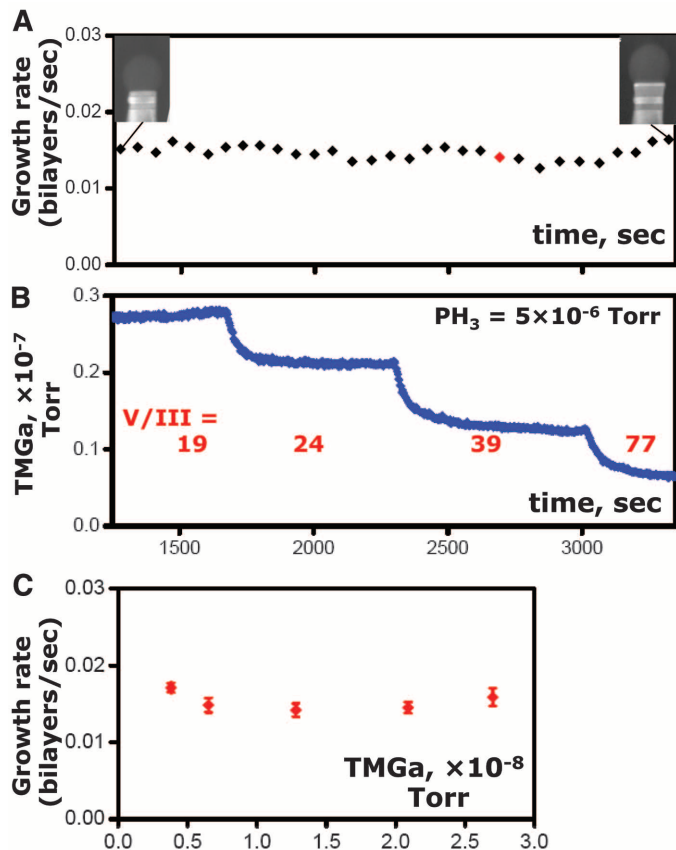 A
Growth rate
(bilayers/sec)
0.03
0.02
0.01
0.00
time, sec
B
TMGa, ×10⁻⁷
Torr
0.3
0.2
0.1
0.0
PH₃ = 5×10⁻⁶ Torr
V/III =
19 24 39 77
time, sec
1500 2000 2500 3000
C
Growth rate
(bilayers/sec)
0.03
0.02
0.01
0.00
TMGa, ×10⁻⁸
Torr
0.0 0.5 1.0 1.5 2.0 2.5 3.0